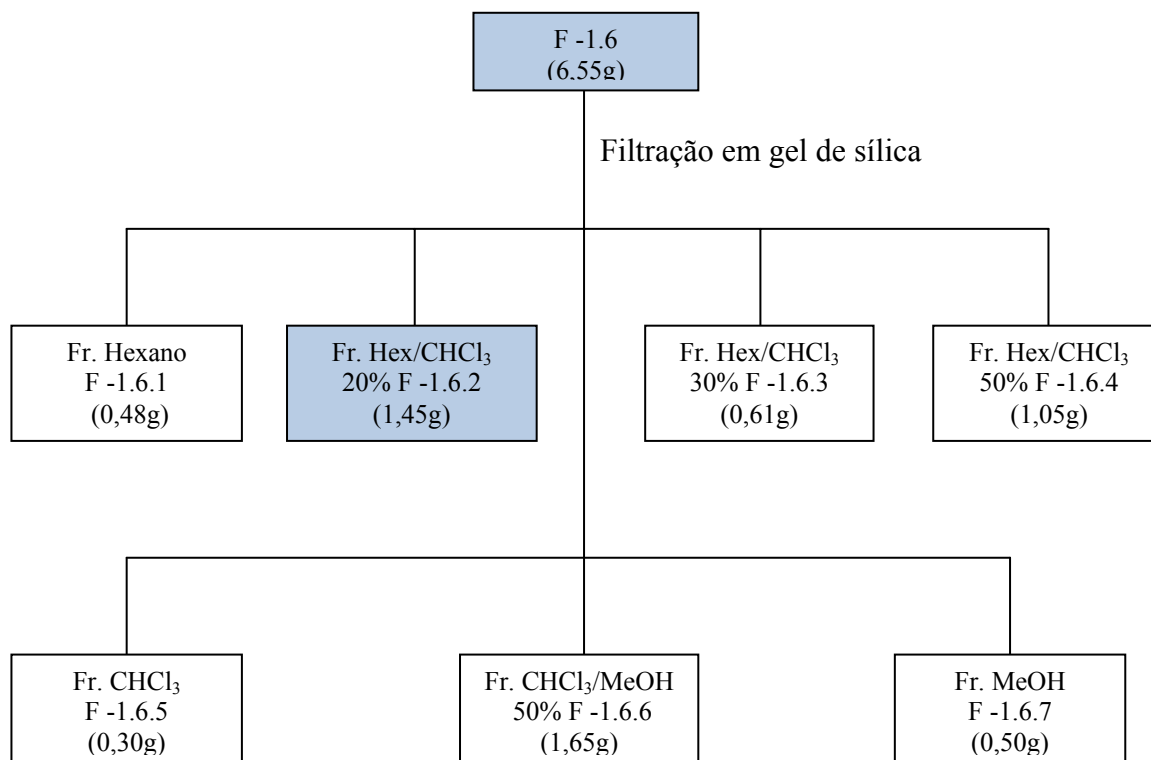 F -1.6
(6,55g)
Filtração em gel de sílica
Fr. Hexano
F -1.6.1
(0,48g)
Fr. Hex/CHCl₃
20% F -1.6.2
(1,45g)
Fr. Hex/CHCl₃
30% F -1.6.3
(0,61g)
Fr. Hex/CHCl₃
50% F -1.6.4
(1,05g)
Fr. CHCl₃
F -1.6.5
(0,30g)
Fr. CHCl₃/MeOH
50% F -1.6.6
(1,65g)
Fr. MeOH
F -1.6.7
(0,50g)